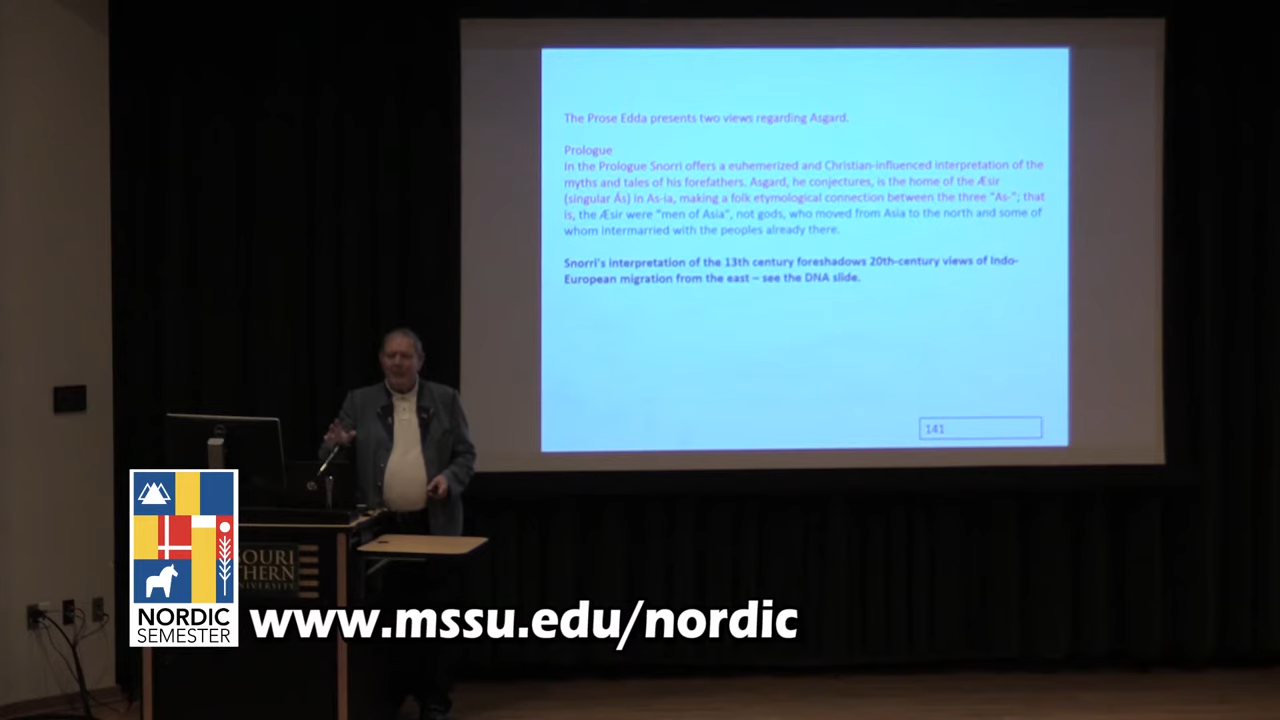 The Prose Edda presents two views regarding Asgard.
Prologue
In the Prologue Snorri offers a euhemerized and Christian-influenced interpretation of the
myths and tales of his forefathers. Asgard, he conjectures, is the home of the Æsir
(singular Ás) in As-ia, making a folk etymological connection between the three "As-"; that
is, the Æsir were "men of Asia", not gods, who moved from Asia to the north and some of
whom intermarried with the peoples already there.
Snorri's interpretation of the 13th century foreshadows 20th-century views of Indo-
European migration from the east – see the DNA slide.
141
SOURI
THERN
IVERSITY
NORDIC
SEMESTER
www.mssu.edu/nordic